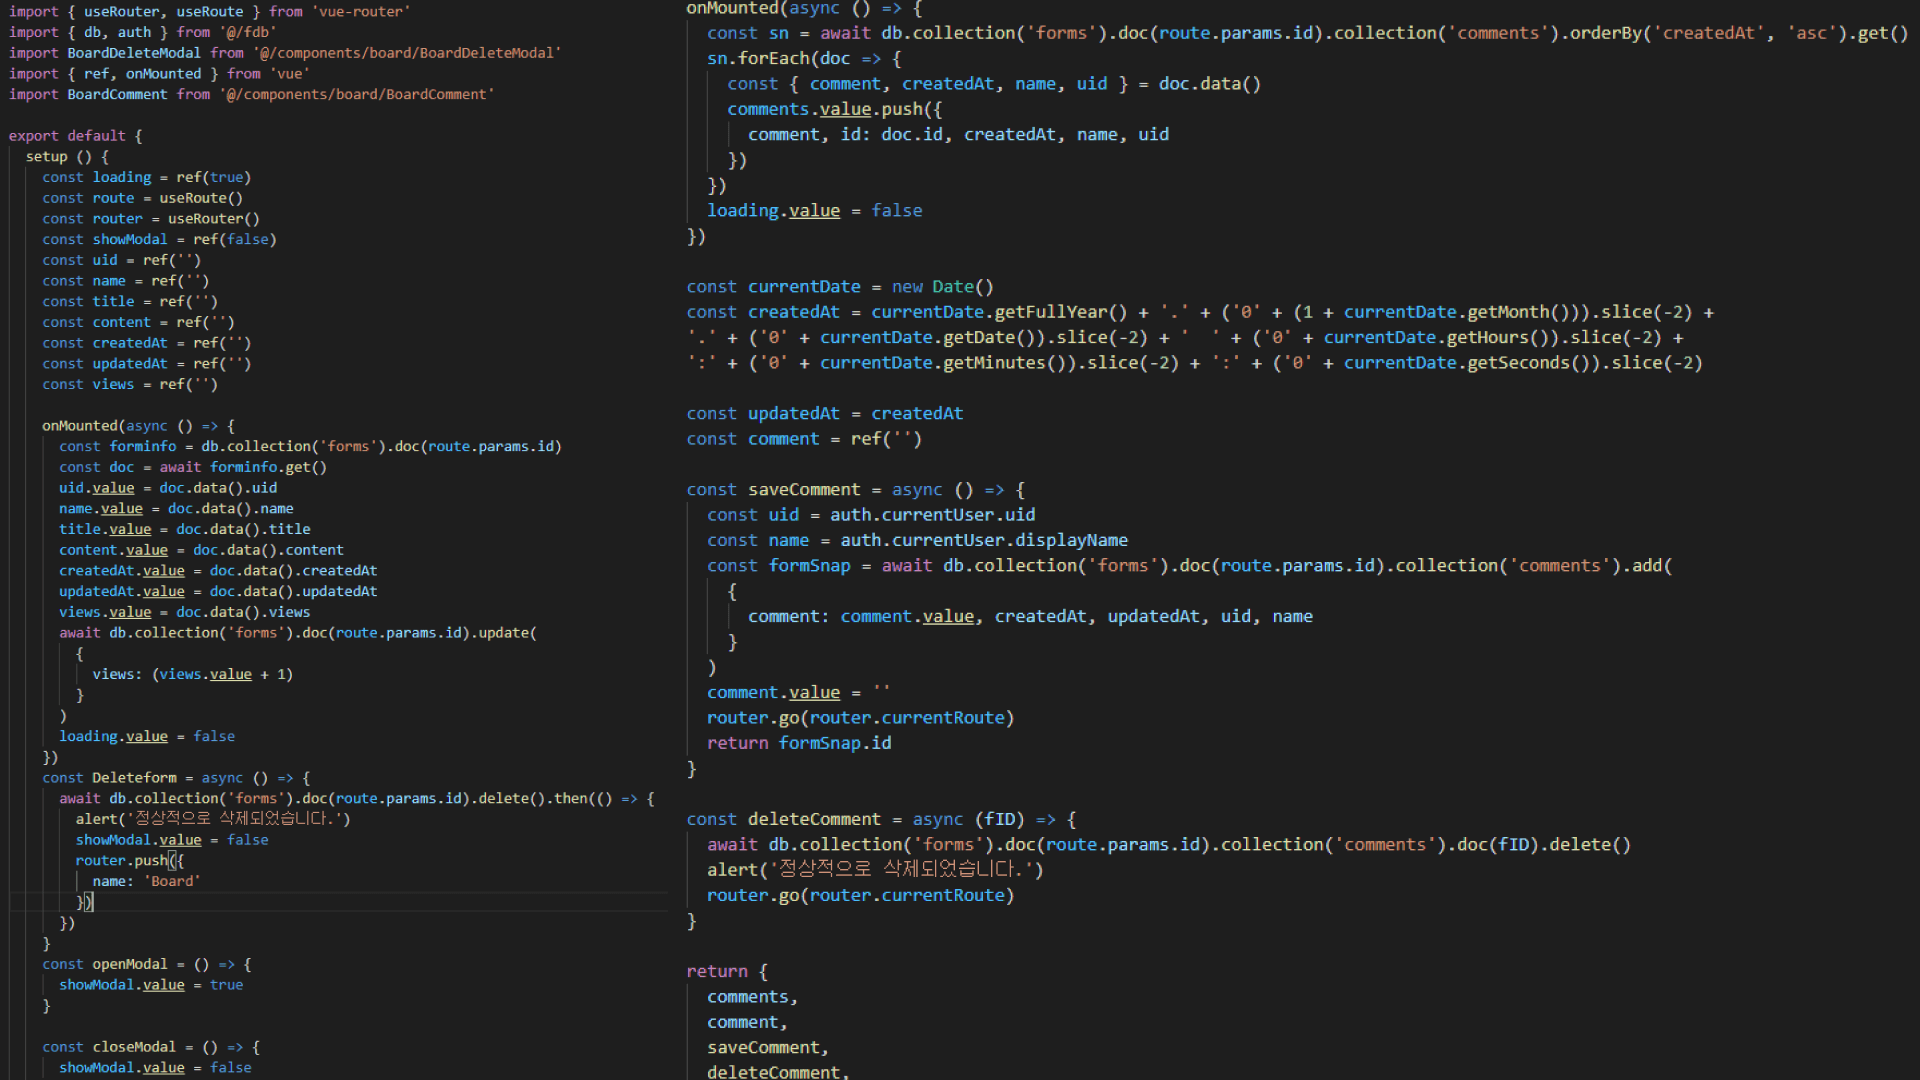 import { useRouter, useRoute } from 'vue-router'
import { db, auth } from '@/fdb'
import BoardDeleteModal from '@/components/board/BoardDeleteModal'
import { ref, onMounted } from 'vue'
import BoardComment from '@/components/board/BoardComment'
export default {
setup () {
const loading = ref(true)
const route = useRoute()
const router = useRouter()
const showModal = ref(false)
const uid = ref('')
const name = ref('')
const title = ref('')
const content = ref('')
const createdAt = ref('')
const updatedAt = ref('')
const views = ref('')
onMounted(async () => {
const forminfo = db.collection('forms').doc(route.params.id)
const doc = await forminfo.get()
uid.value = doc.data().uid
name.value = doc.data().name
title.value = doc.data().title
content.value = doc.data().content
createdAt.value = doc.data().createdAt
updatedAt.value = doc.data().updatedAt
views.value = doc.data().views
await db.collection('forms').doc(route.params.id).update(
{
views: (views.value + 1)
}
)
loading.value = false
})
const Deleteform = async () => {
await db.collection('forms').doc(route.params.id).delete().then(() => {
alert('정상적으로 삭제되었습니다.')
showModal.value = false
router.push({
name: 'Board'
})
})
}
const openModal = () => {
showModal.value = true
}
const closeModal = () => {
showModal.value = false
onMounted(async () => {
const sn = await db.collection('forms').doc(route.params.id).collection('comments').orderBy('createdAt', 'asc').get()
sn.forEach(doc => {
const { comment, createdAt, name, uid } = doc.data()
comments.value.push({
comment, id: doc.id, createdAt, name, uid
})
})
loading.value = false
})
const currentDate = new Date()
const createdAt = currentDate.getFullYear() + '.' + ('0' + (1 + currentDate.getMonth())).slice(-2) +
'.' + ('0' + currentDate.getDate()).slice(-2) + '  ' + ('0' + currentDate.getHours()).slice(-2) +
':' + ('0' + currentDate.getMinutes()).slice(-2) + ':' + ('0' + currentDate.getSeconds()).slice(-2)
const updatedAt = createdAt
const comment = ref('')
const saveComment = async () => {
const uid = auth.currentUser.uid
const name = auth.currentUser.displayName
const formSnap = await db.collection('forms').doc(route.params.id).collection('comments').add(
{
comment: comment.value, createdAt, updatedAt, uid, name
}
)
comment.value = ''
router.go(router.currentRoute)
return formSnap.id
}
const deleteComment = async (fID) => {
await db.collection('forms').doc(route.params.id).collection('comments').doc(fID).delete()
alert('정상적으로 삭제되었습니다.')
router.go(router.currentRoute)
}
return {
comments,
comment,
saveComment,
deleteComment,